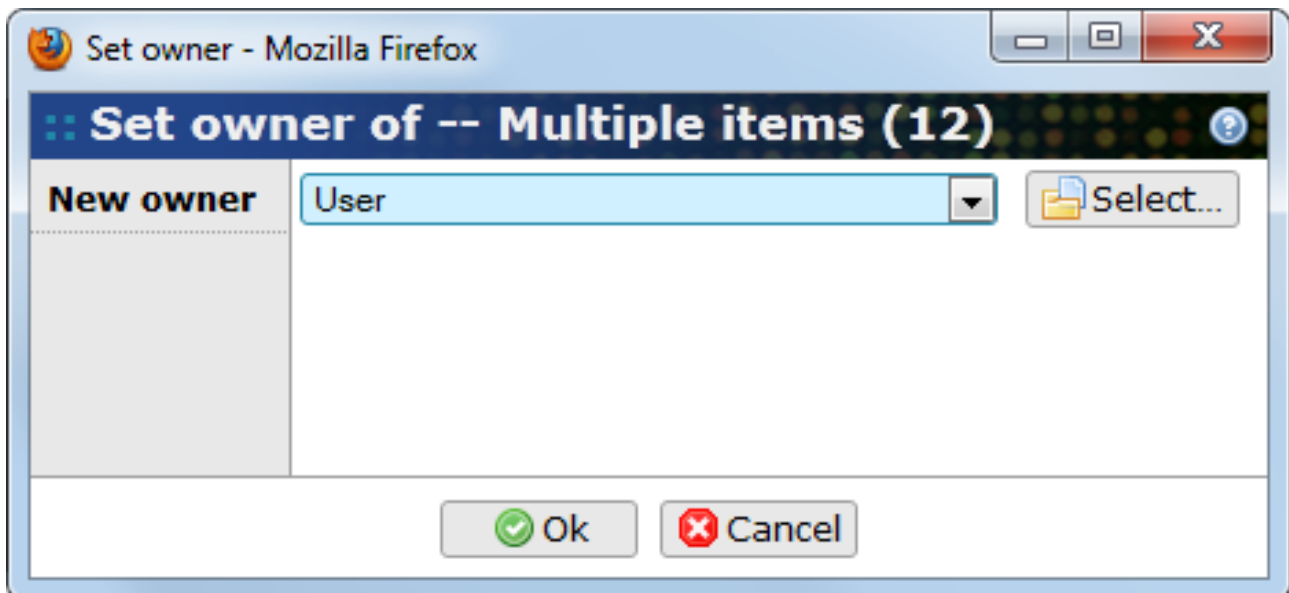 Set owner - Mozilla Firefox
:: Set owner of -- Multiple items (12)
New owner User Select...
Ok Cancel